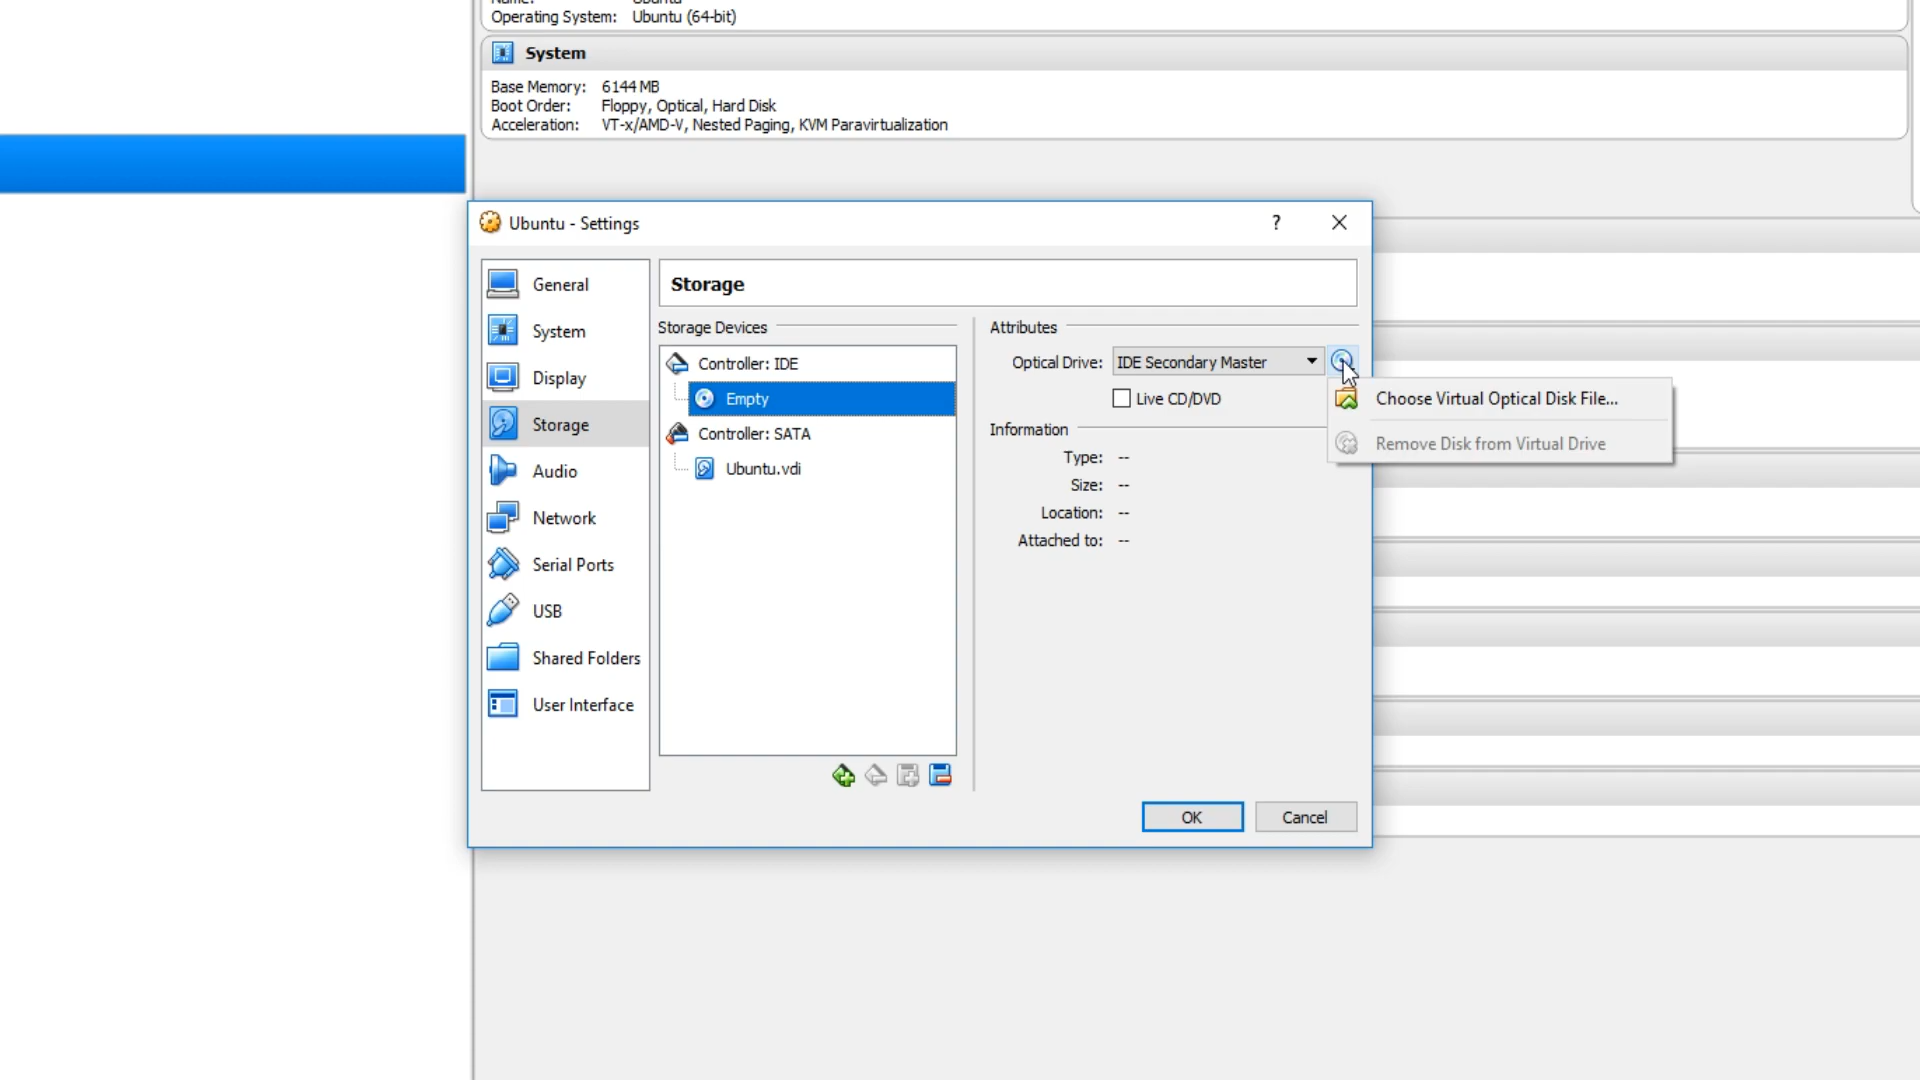 Operating System: Ubuntu (64-bit)
System
Base Memory: 6144 MB
Boot Order: Floppy, Optical, Hard Disk
Acceleration: VT-x/AMD-V, Nested Paging, KVM Paravirtualization
Ubuntu - Settings
?
General
System
Display
Storage
Audio
Network
Serial Ports
USB
Shared Folders
User Interface
Storage
Storage Devices
Controller: IDE
Empty
Controller: SATA
Ubuntu.vdi
Attributes
Optical Drive: IDE Secondary Master
Live CD/DVD
Information
Type: --
Size: --
Location: --
Attached to: --
Choose Virtual Optical Disk File...
Remove Disk from Virtual Drive
OK
Cancel